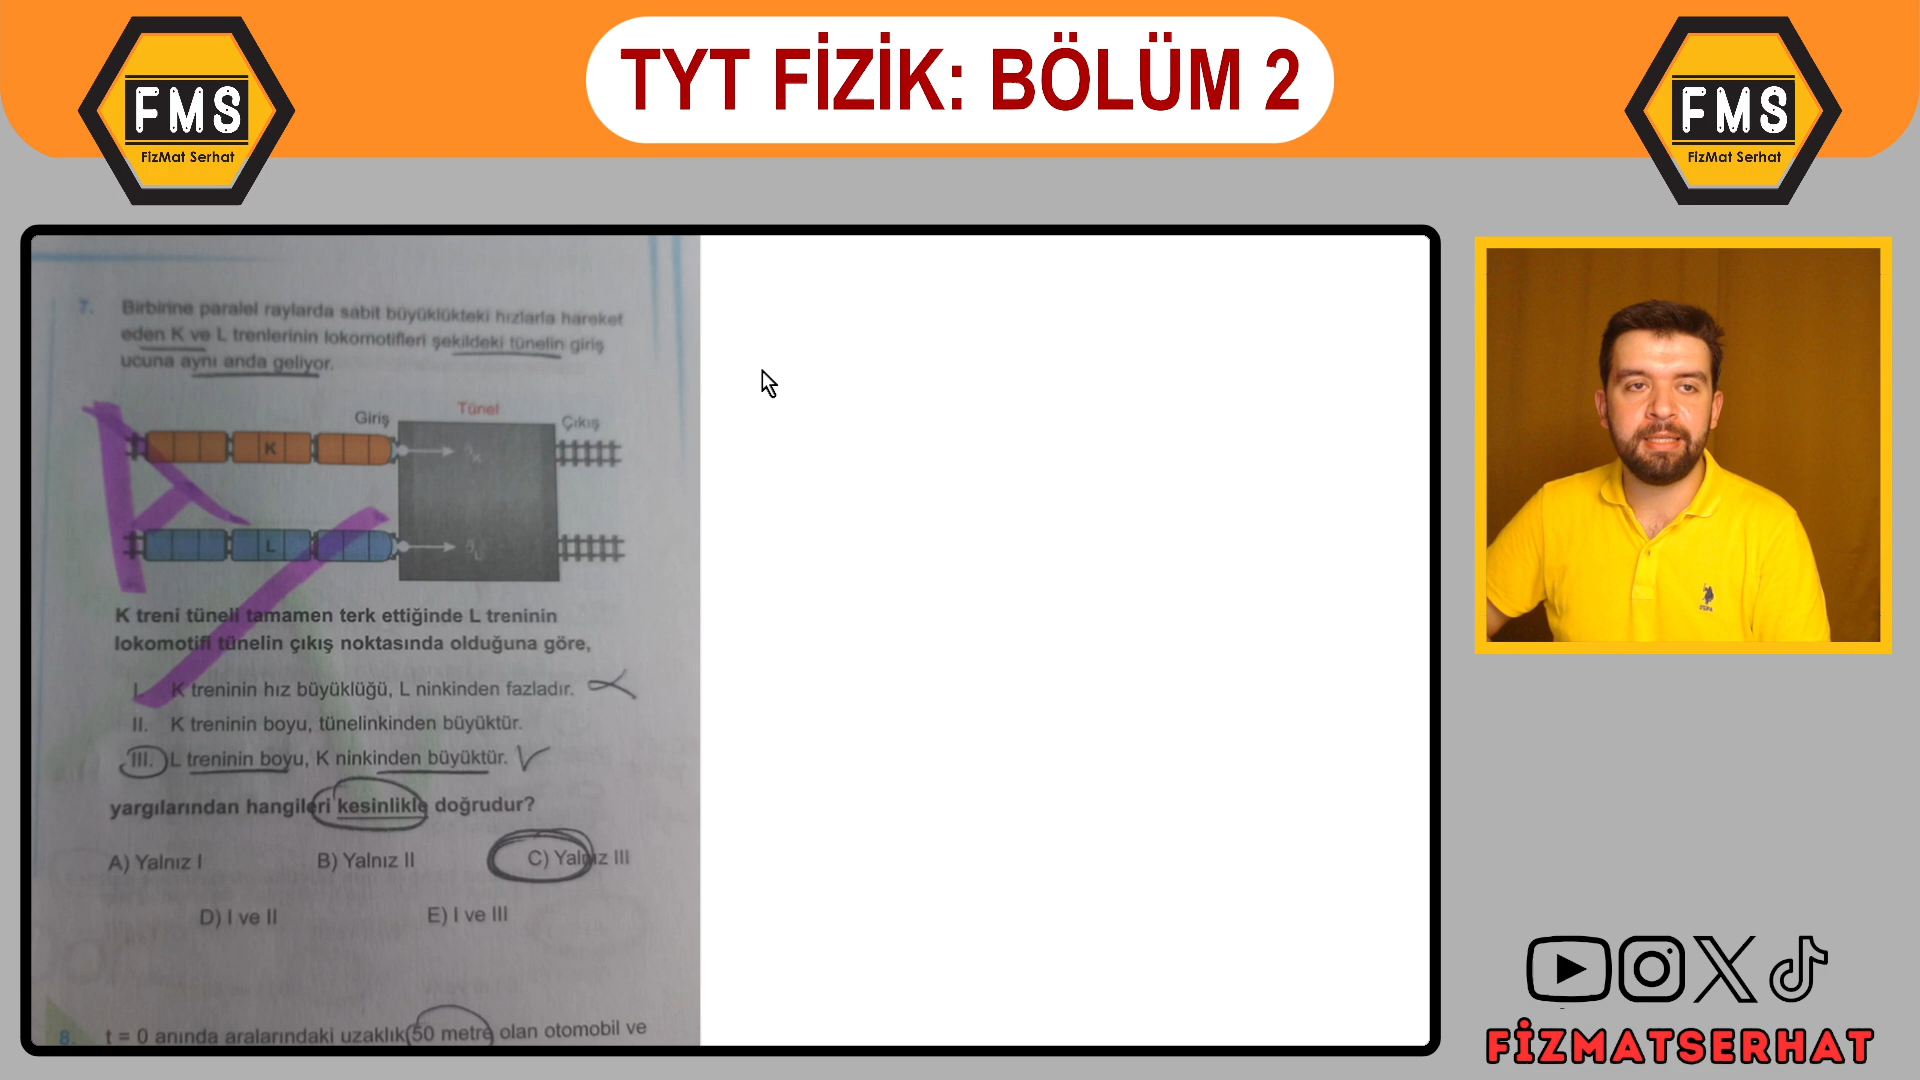 TYT FİZİK: BÖLÜM 2
FMS
FizMat Serhat
FMS
FizMat Serhat
7. Birbirine paralel raylarda sabit büyüklükteki hızlarla hareket
eden K ve L trenlerinin lokomotifleri şekildeki tünelin giriş
ucuna aynı anda geliyor.
Giriş
Tünel
Çıkış
K
L
K treni tüneli tamamen terk ettiğinde L treninin
lokomotifi tünelin çıkış noktasında olduğuna göre,
I. K treninin hız büyüklüğü, L ninkinden fazladır.
II. K treninin boyu, tünelinkinden büyüktür.
III. L treninin boyu, K ninkinden büyüktür.
yargılarından hangileri kesinlikle doğrudur?
A) Yalnız I
B) Yalnız II
C) Yalnız III
D) I ve II
E) I ve III
8. t = 0 anında aralarındaki uzaklık 50 metre olan otomobil ve
FİZMATSERHAT